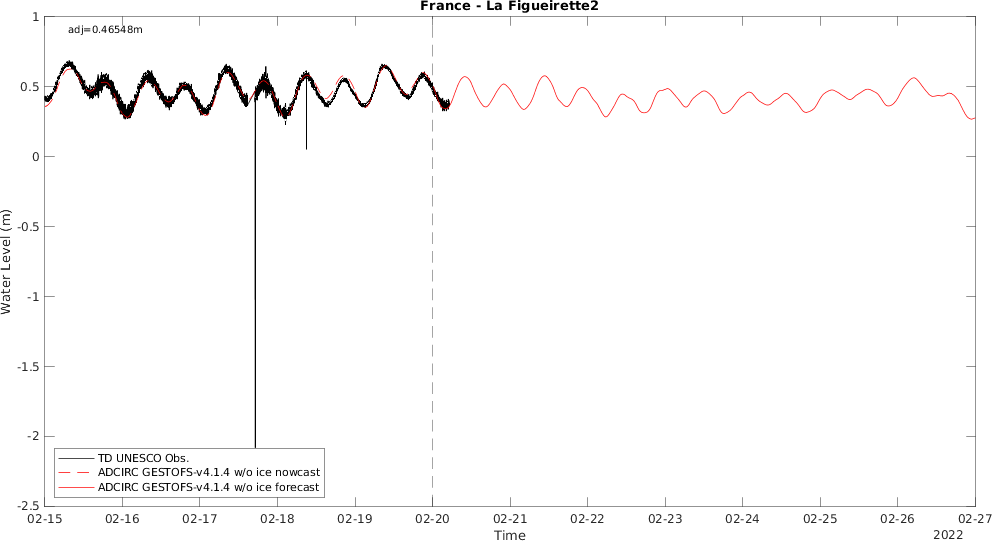 France - La Figueirette2
adj=0.46548m
1
0.5
0
-0.5
-1
-1.5
-2
-2.5
Water Level (m)
TD UNESCO Obs.
ADCIRC GESTOFS-v4.1.4 w/o ice nowcast
ADCIRC GESTOFS-v4.1.4 w/o ice forecast
02-15 02-16 02-17 02-18 02-19 02-20 02-21 02-22 02-23 02-24 02-25 02-26 02-27
Time
2022